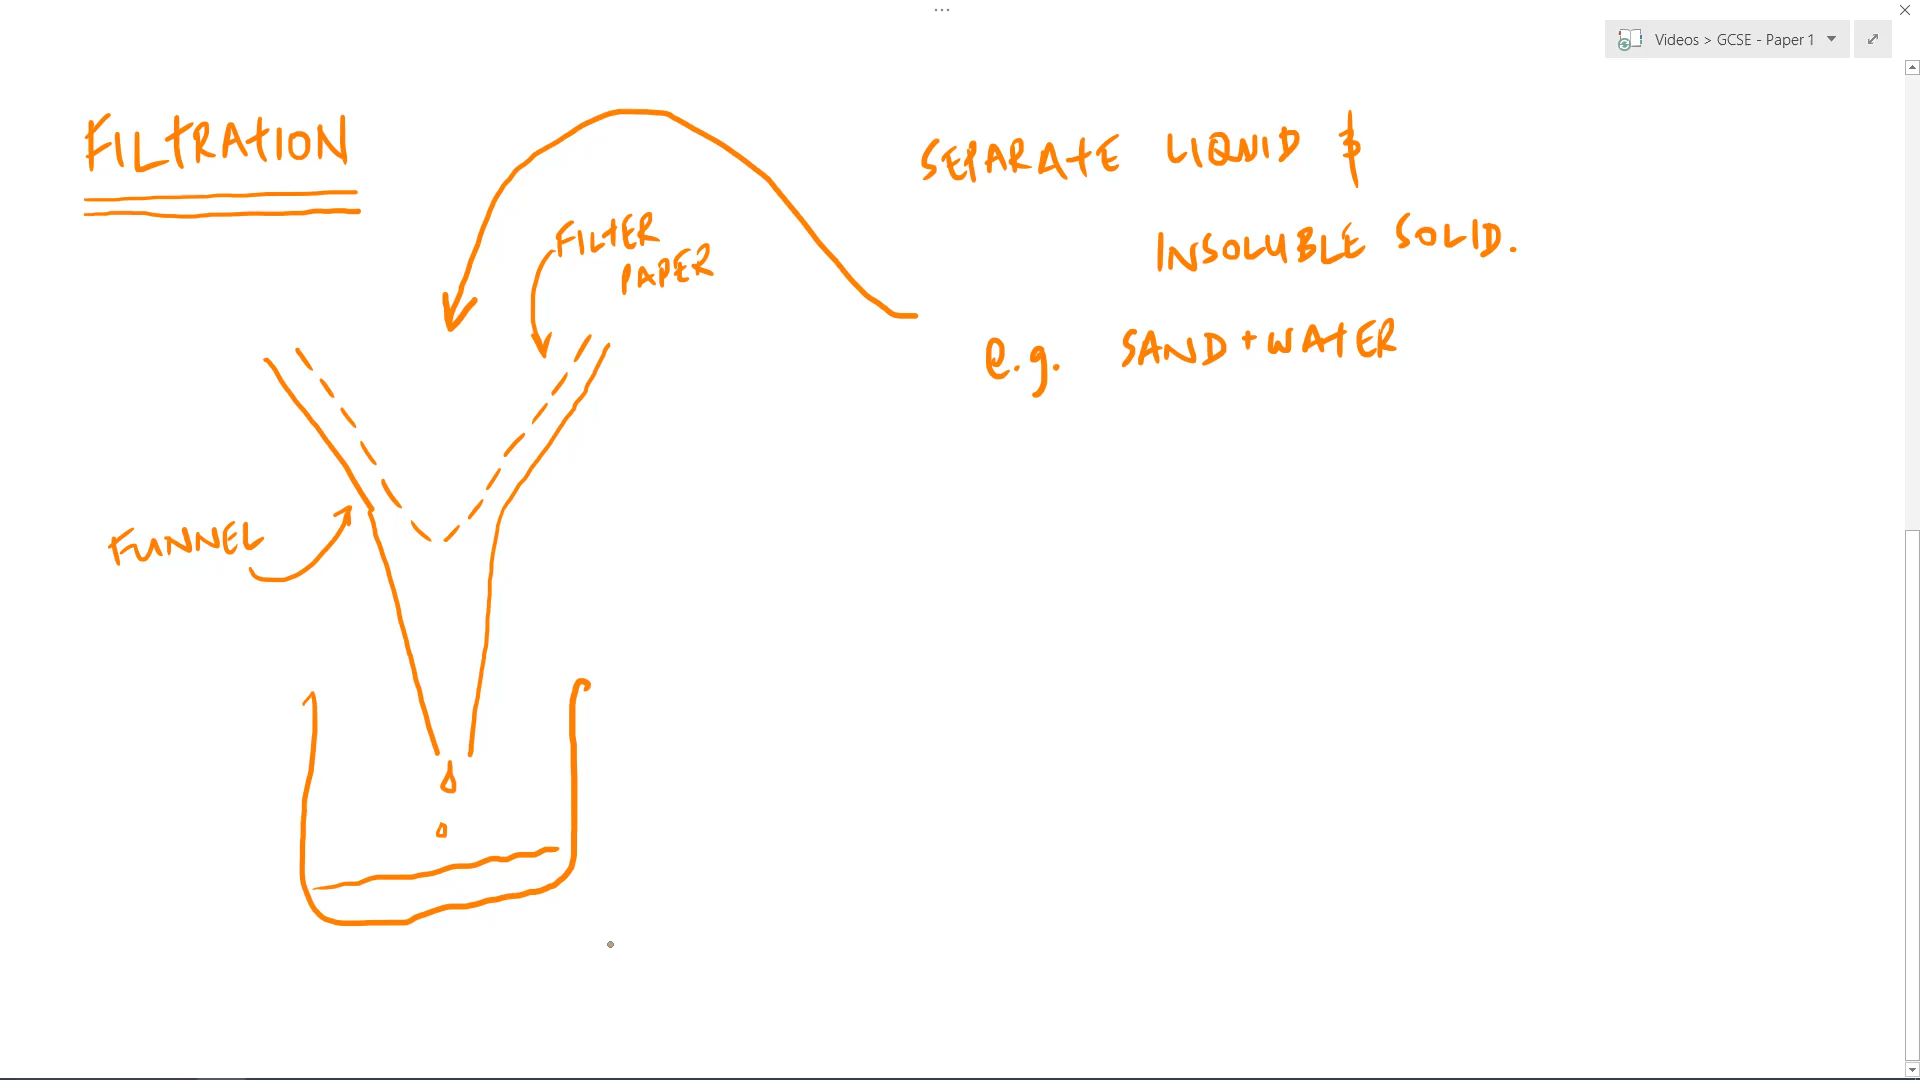 Videos > GCSE - Paper 1
FILTRATION
SEPARATE LIQUID &
INSOLUBLE SOLID.
FILTER
PAPER
e.g. SAND + WATER
FUNNEL